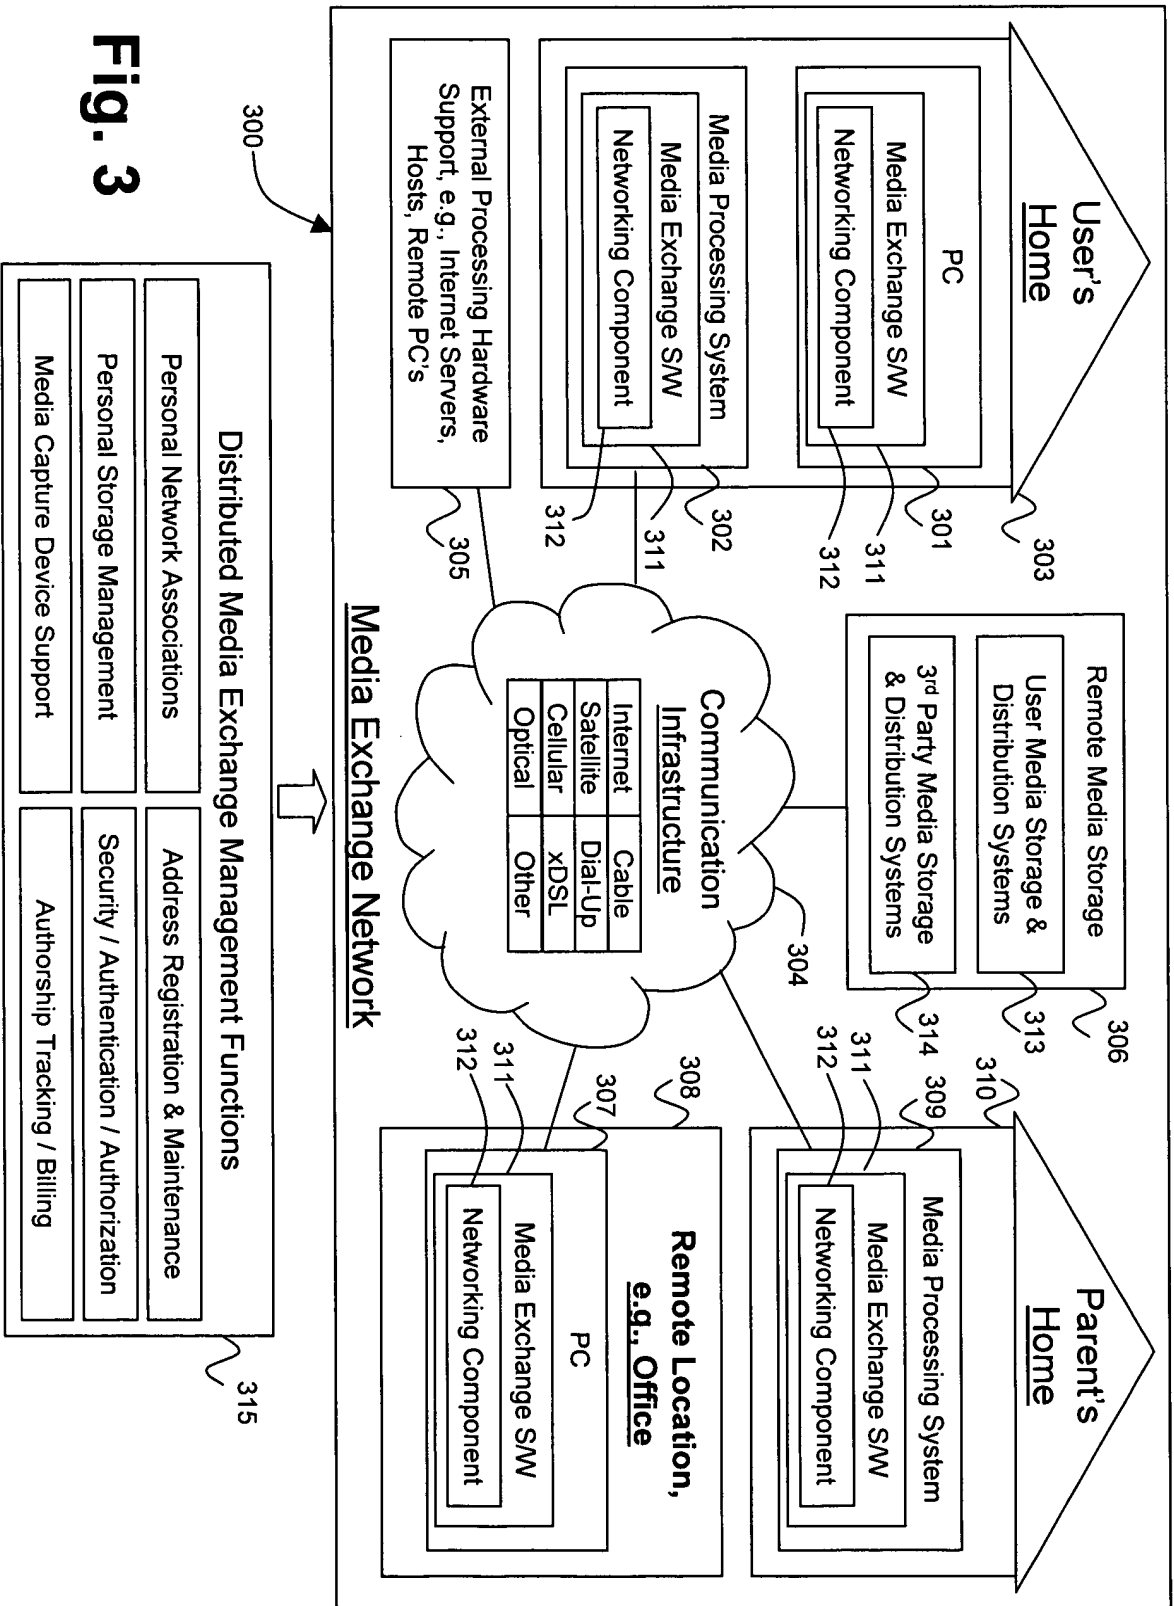 User's
Home
PC
Media Exchange S/W
Networking Component
Media Processing System
Media Exchange S/W
Networking Component
External Processing Hardware
Support, e.g., Internet Servers,
Hosts, Remote PC's
303
301
311
312
302
311
312
305
Remote Media Storage
User Media Storage &
Distribution Systems
3rd Party Media Storage
& Distribution Systems
306
313
314
304
Communication
Infrastructure
Internet Cable
Satellite Dial-Up
Cellular xDSL
Optical Other
Parent's
Home
Media Processing System
Media Exchange S/W
Networking Component
310
309
311
312
Remote Location,
e.g., Office
PC
Media Exchange S/W
Networking Component
308
307
311
312
Media Exchange Network
300
Distributed Media Exchange Management Functions
Personal Network Associations
Address Registration & Maintenance
Personal Storage Management
Security / Authentication / Authorization
Media Capture Device Support
Authorship Tracking / Billing
315
Fig. 3